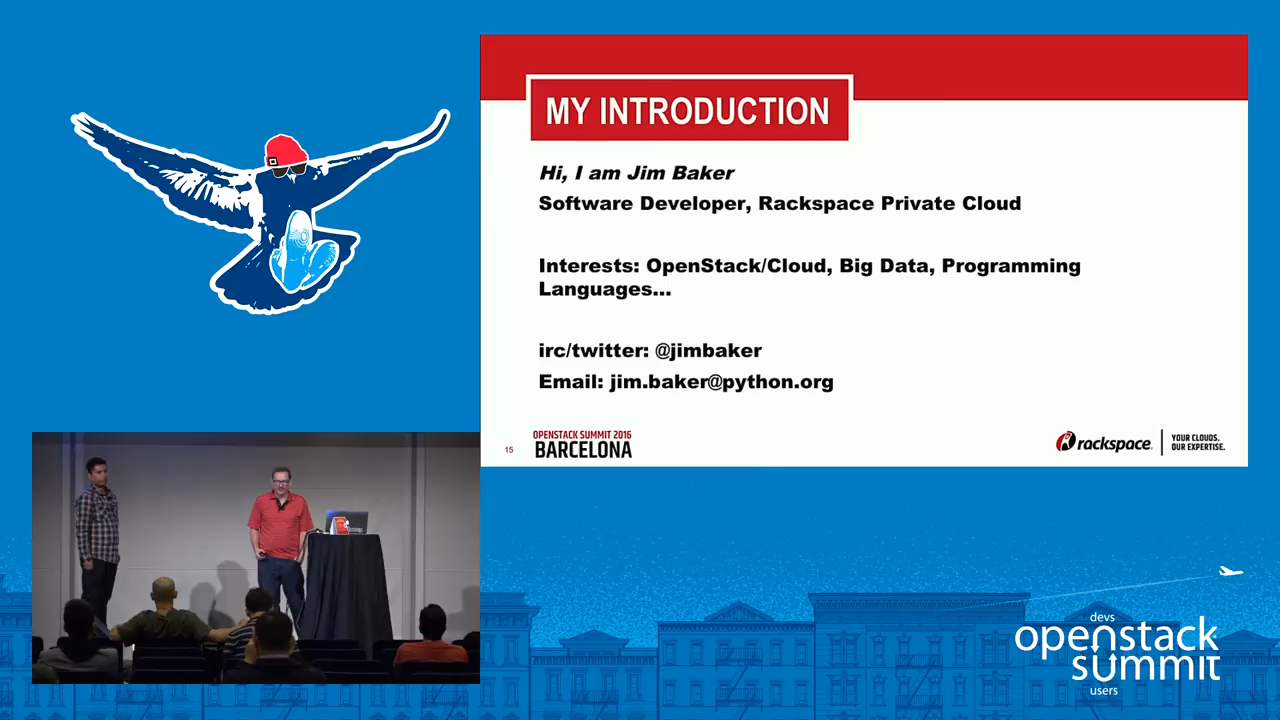 MY INTRODUCTION
Hi, I am Jim Baker
Software Developer, Rackspace Private Cloud
Interests: OpenStack/Cloud, Big Data, Programming
Languages...
irc/twitter: @jimbaker
Email: jim.baker@python.org
15
OPENSTACK SUMMIT 2016
BARCELONA
rackspace.
YOUR CLOUDS.
OUR EXPERTISE.
devs
openstack
summit
users